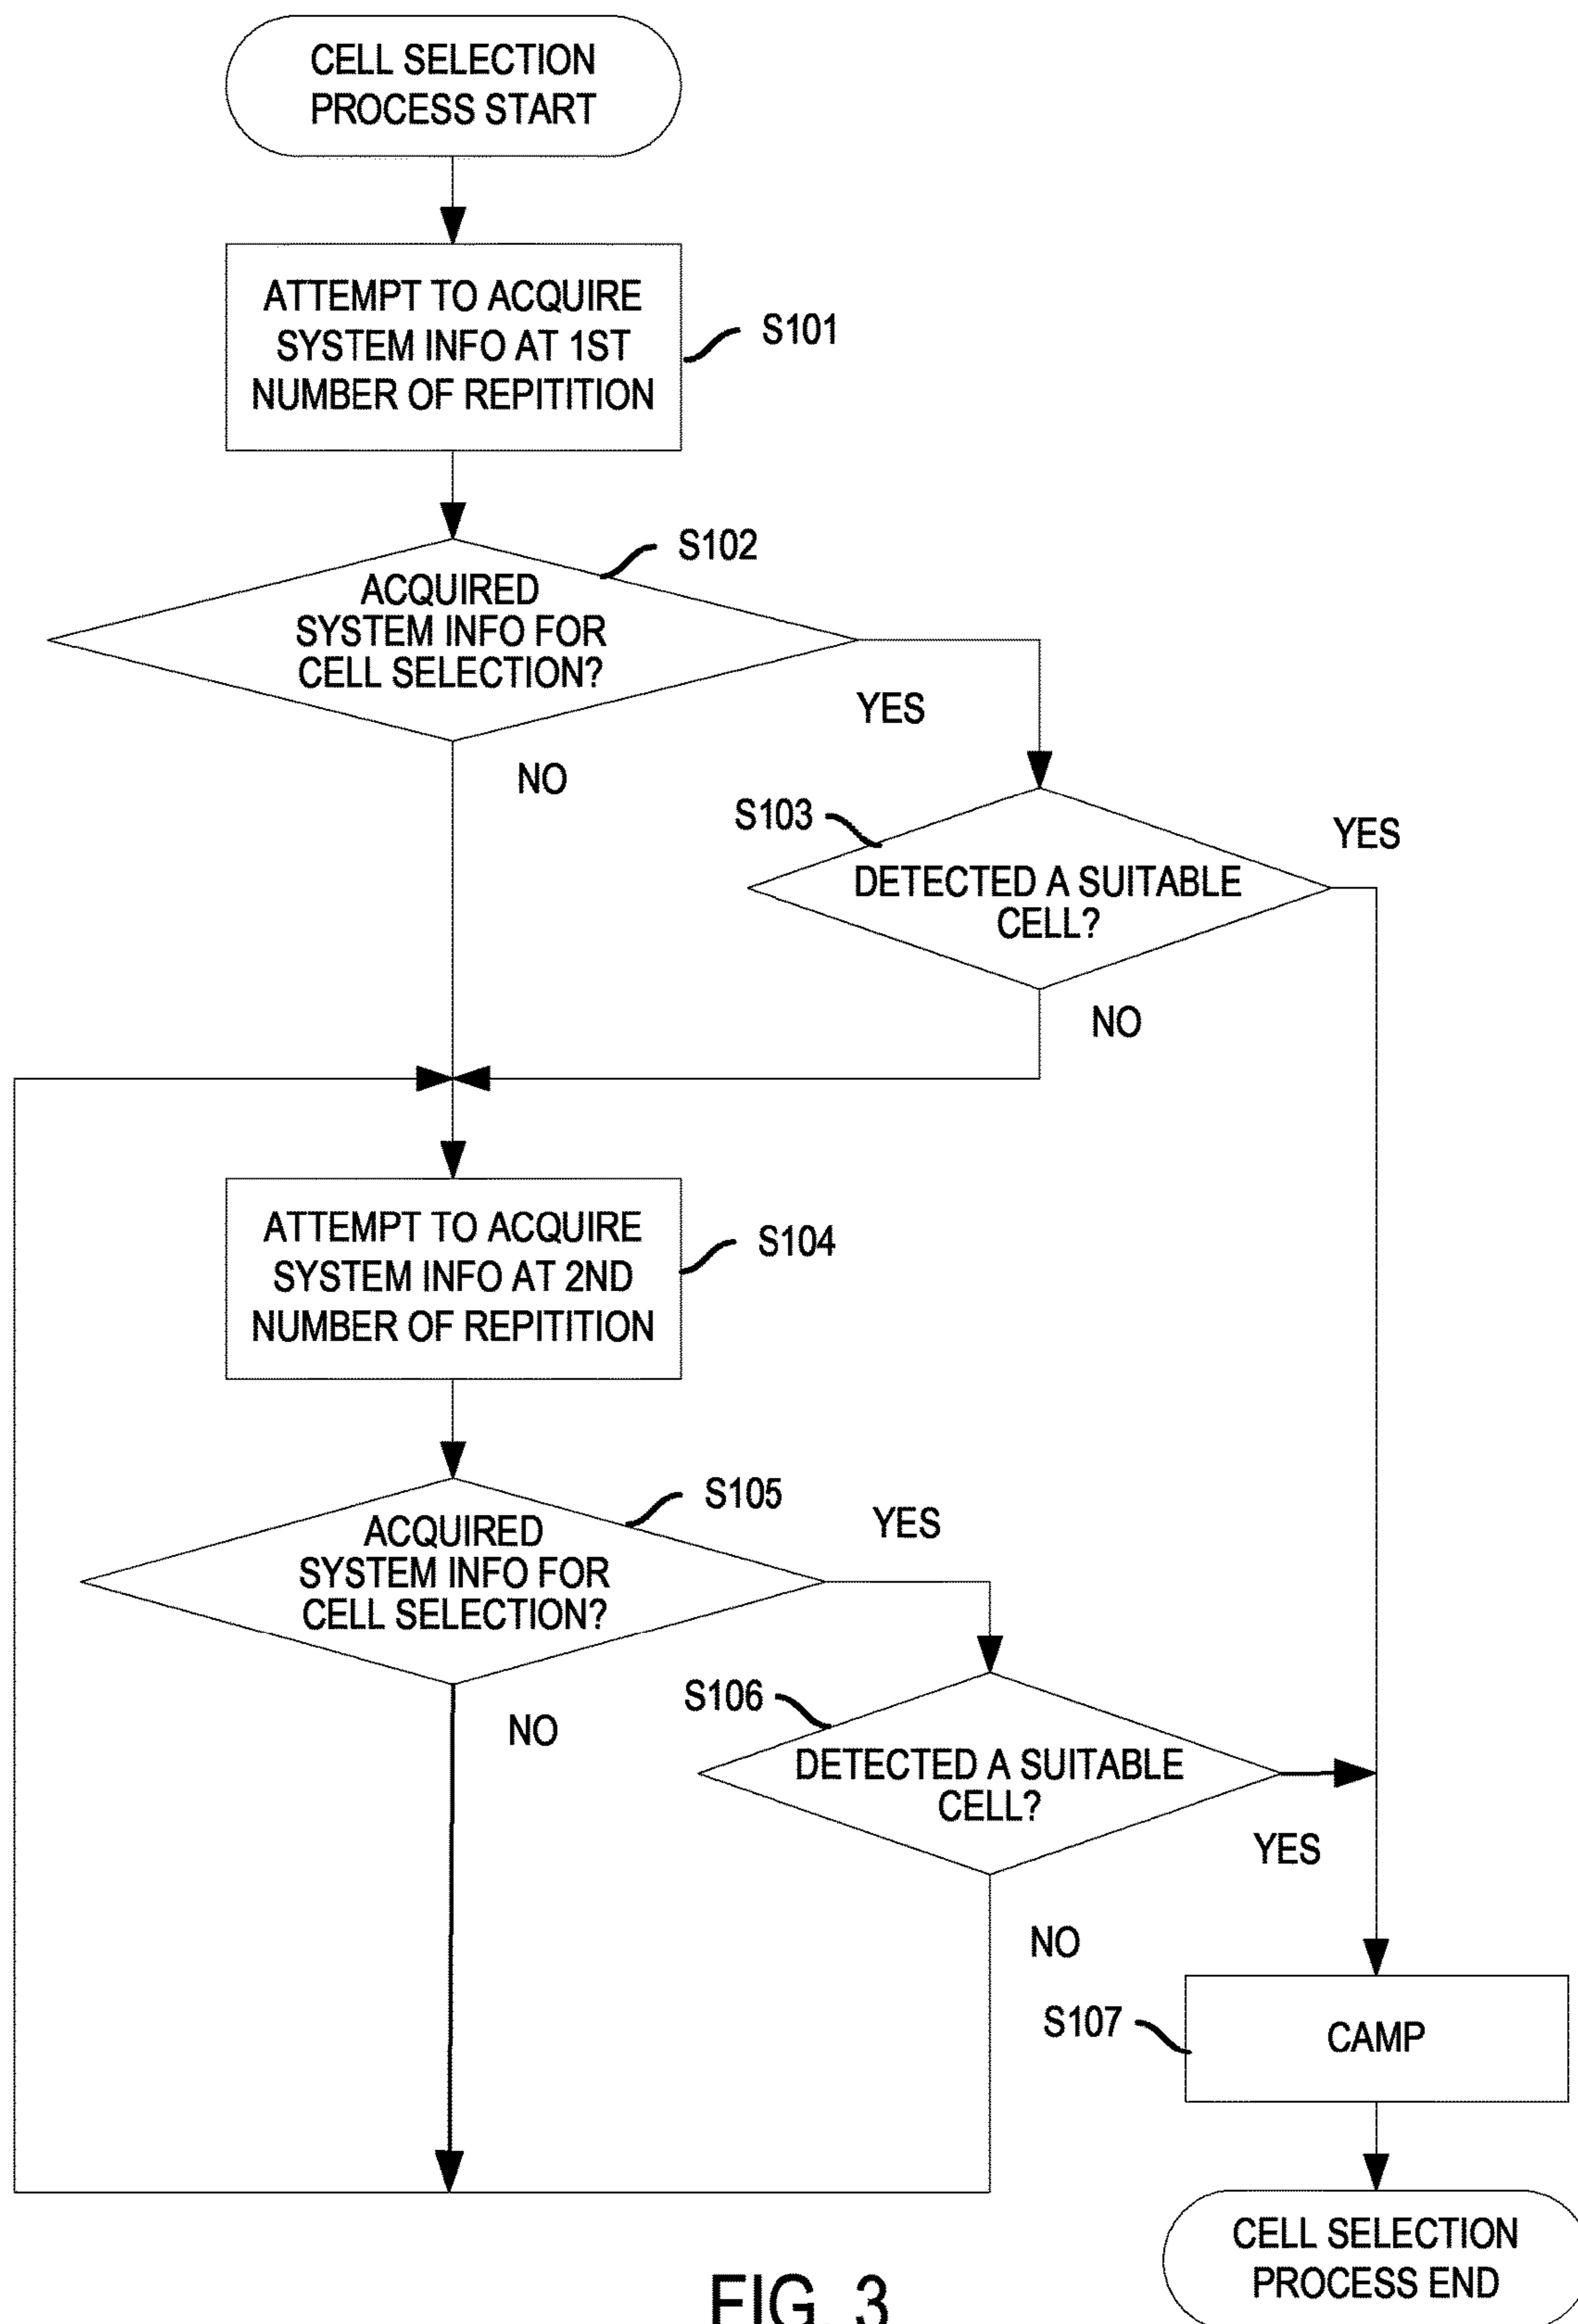 CELL SELECTION
PROCESS START
ATTEMPT TO ACQUIRE
SYSTEM INFO AT 1ST
NUMBER OF REPITITION
S101
S102
ACQUIRED
SYSTEM INFO FOR
CELL SELECTION?
YES
NO
S103
YES
DETECTED A SUITABLE
CELL?
NO
ATTEMPT TO ACQUIRE
SYSTEM INFO AT 2ND
NUMBER OF REPITITION
S104
S105
YES
ACQUIRED
SYSTEM INFO FOR
CELL SELECTION?
NO
S106
DETECTED A SUITABLE
CELL?
YES
NO
S107
CAMP
CELL SELECTION
PROCESS END
FIG. 3